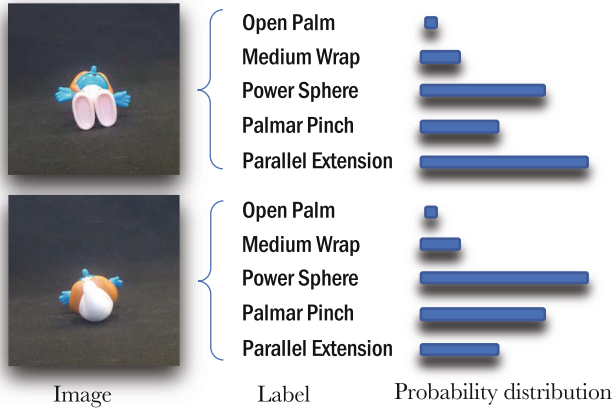 Open Palm
Medium Wrap
Power Sphere
Palmar Pinch
Parallel Extension
Open Palm
Medium Wrap
Power Sphere
Palmar Pinch
Parallel Extension
Image
Label
Probability distribution